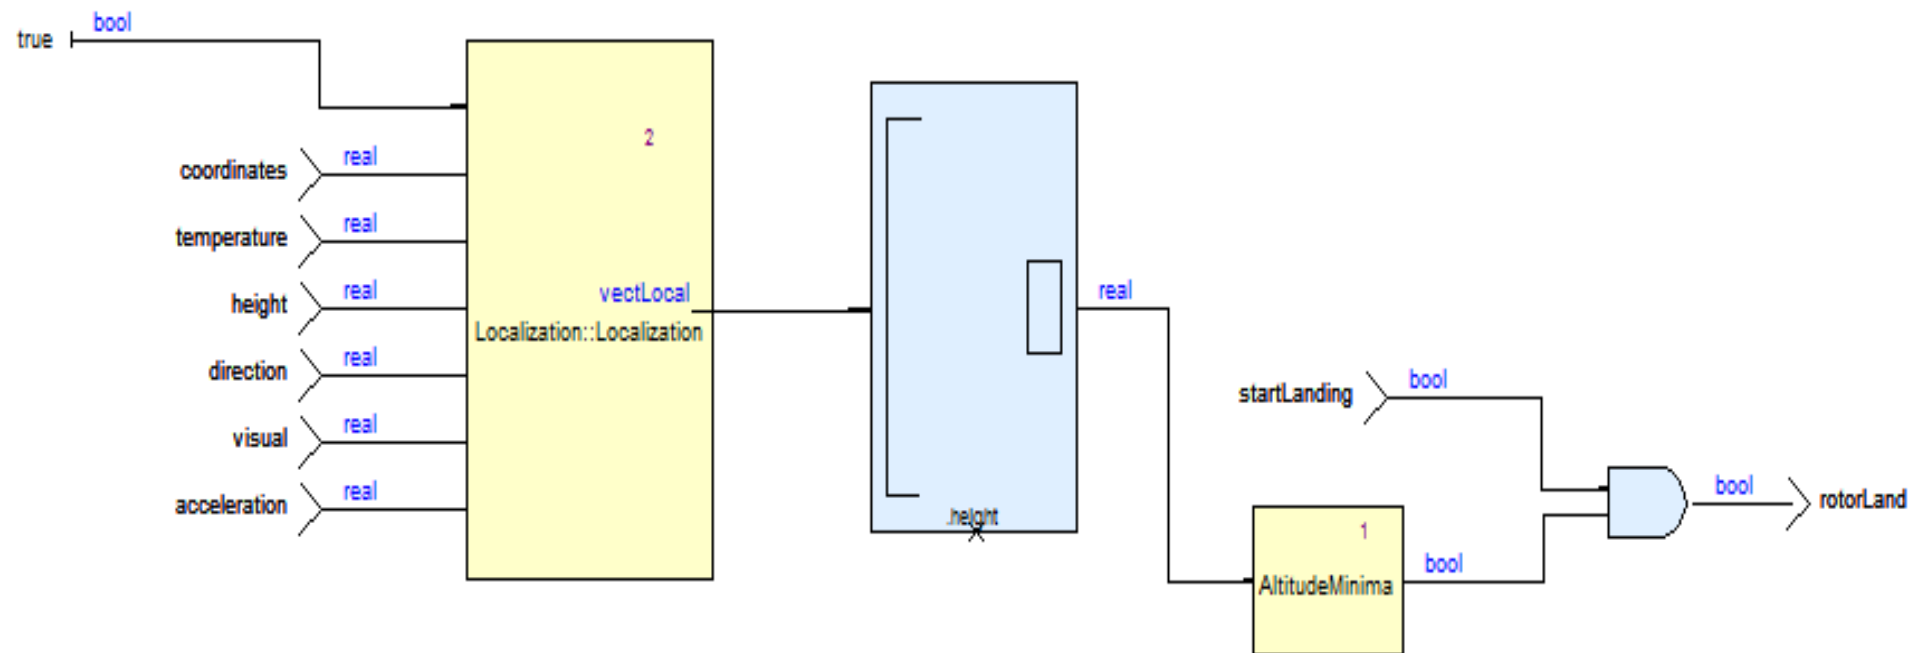 true
bool
2
coordinates
real
temperature
real
height
real
direction
real
visual
real
acceleration
real
vectLocal
Localization::Localization
.height
real
startLanding
bool
1
AltitudeMinima
bool
bool
rotorLand